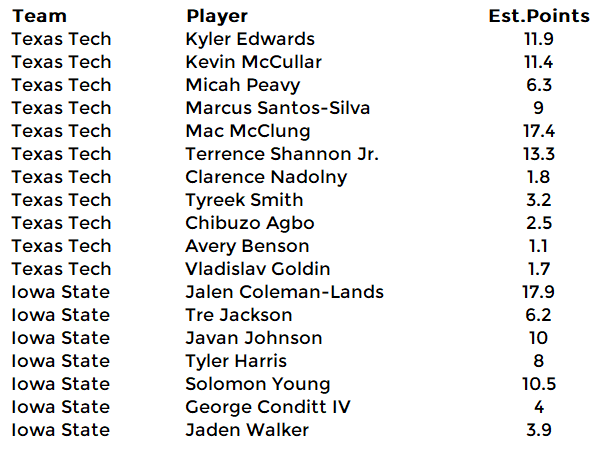 Team Player Est.Points
Texas Tech Kyler Edwards 11.9
Texas Tech Kevin McCullar 11.4
Texas Tech Micah Peavy 6.3
Texas Tech Marcus Santos-Silva 9
Texas Tech Mac McClung 17.4
Texas Tech Terrence Shannon Jr. 13.3
Texas Tech Clarence Nadolny 1.8
Texas Tech Tyreek Smith 3.2
Texas Tech Chibuzo Agbo 2.5
Texas Tech Avery Benson 1.1
Texas Tech Vladislav Goldin 1.7
Iowa State Jalen Coleman-Lands 17.9
Iowa State Tre Jackson 6.2
Iowa State Javan Johnson 10
Iowa State Tyler Harris 8
Iowa State Solomon Young 10.5
Iowa State George Conditt IV 4
Iowa State Jaden Walker 3.9